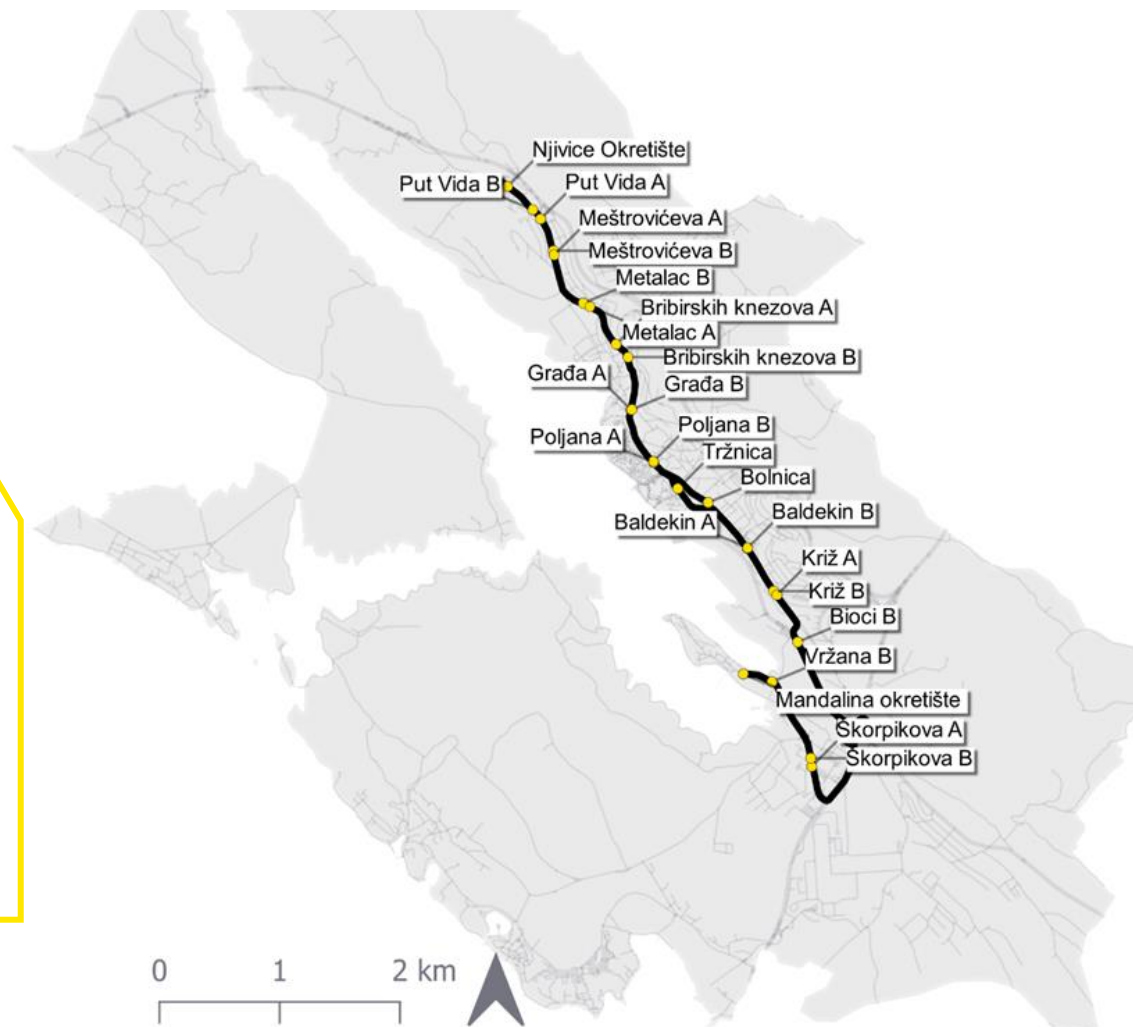 Njivice Okretište
Put Vida B
Put Vida A
Meštrovićeva A
Meštrovićeva B
Metalac B
Bribirskih knezova A
Metalac A
Bribirskih knezova B
Građa A
Građa B
Poljana B
Poljana A
Tržnica
Bolnica
Baldekin B
Baldekin A
Križ A
Križ B
Bioci B
Vržana B
Mandalina okretište
Škorpikova A
Škorpikova B
0 1 2 km